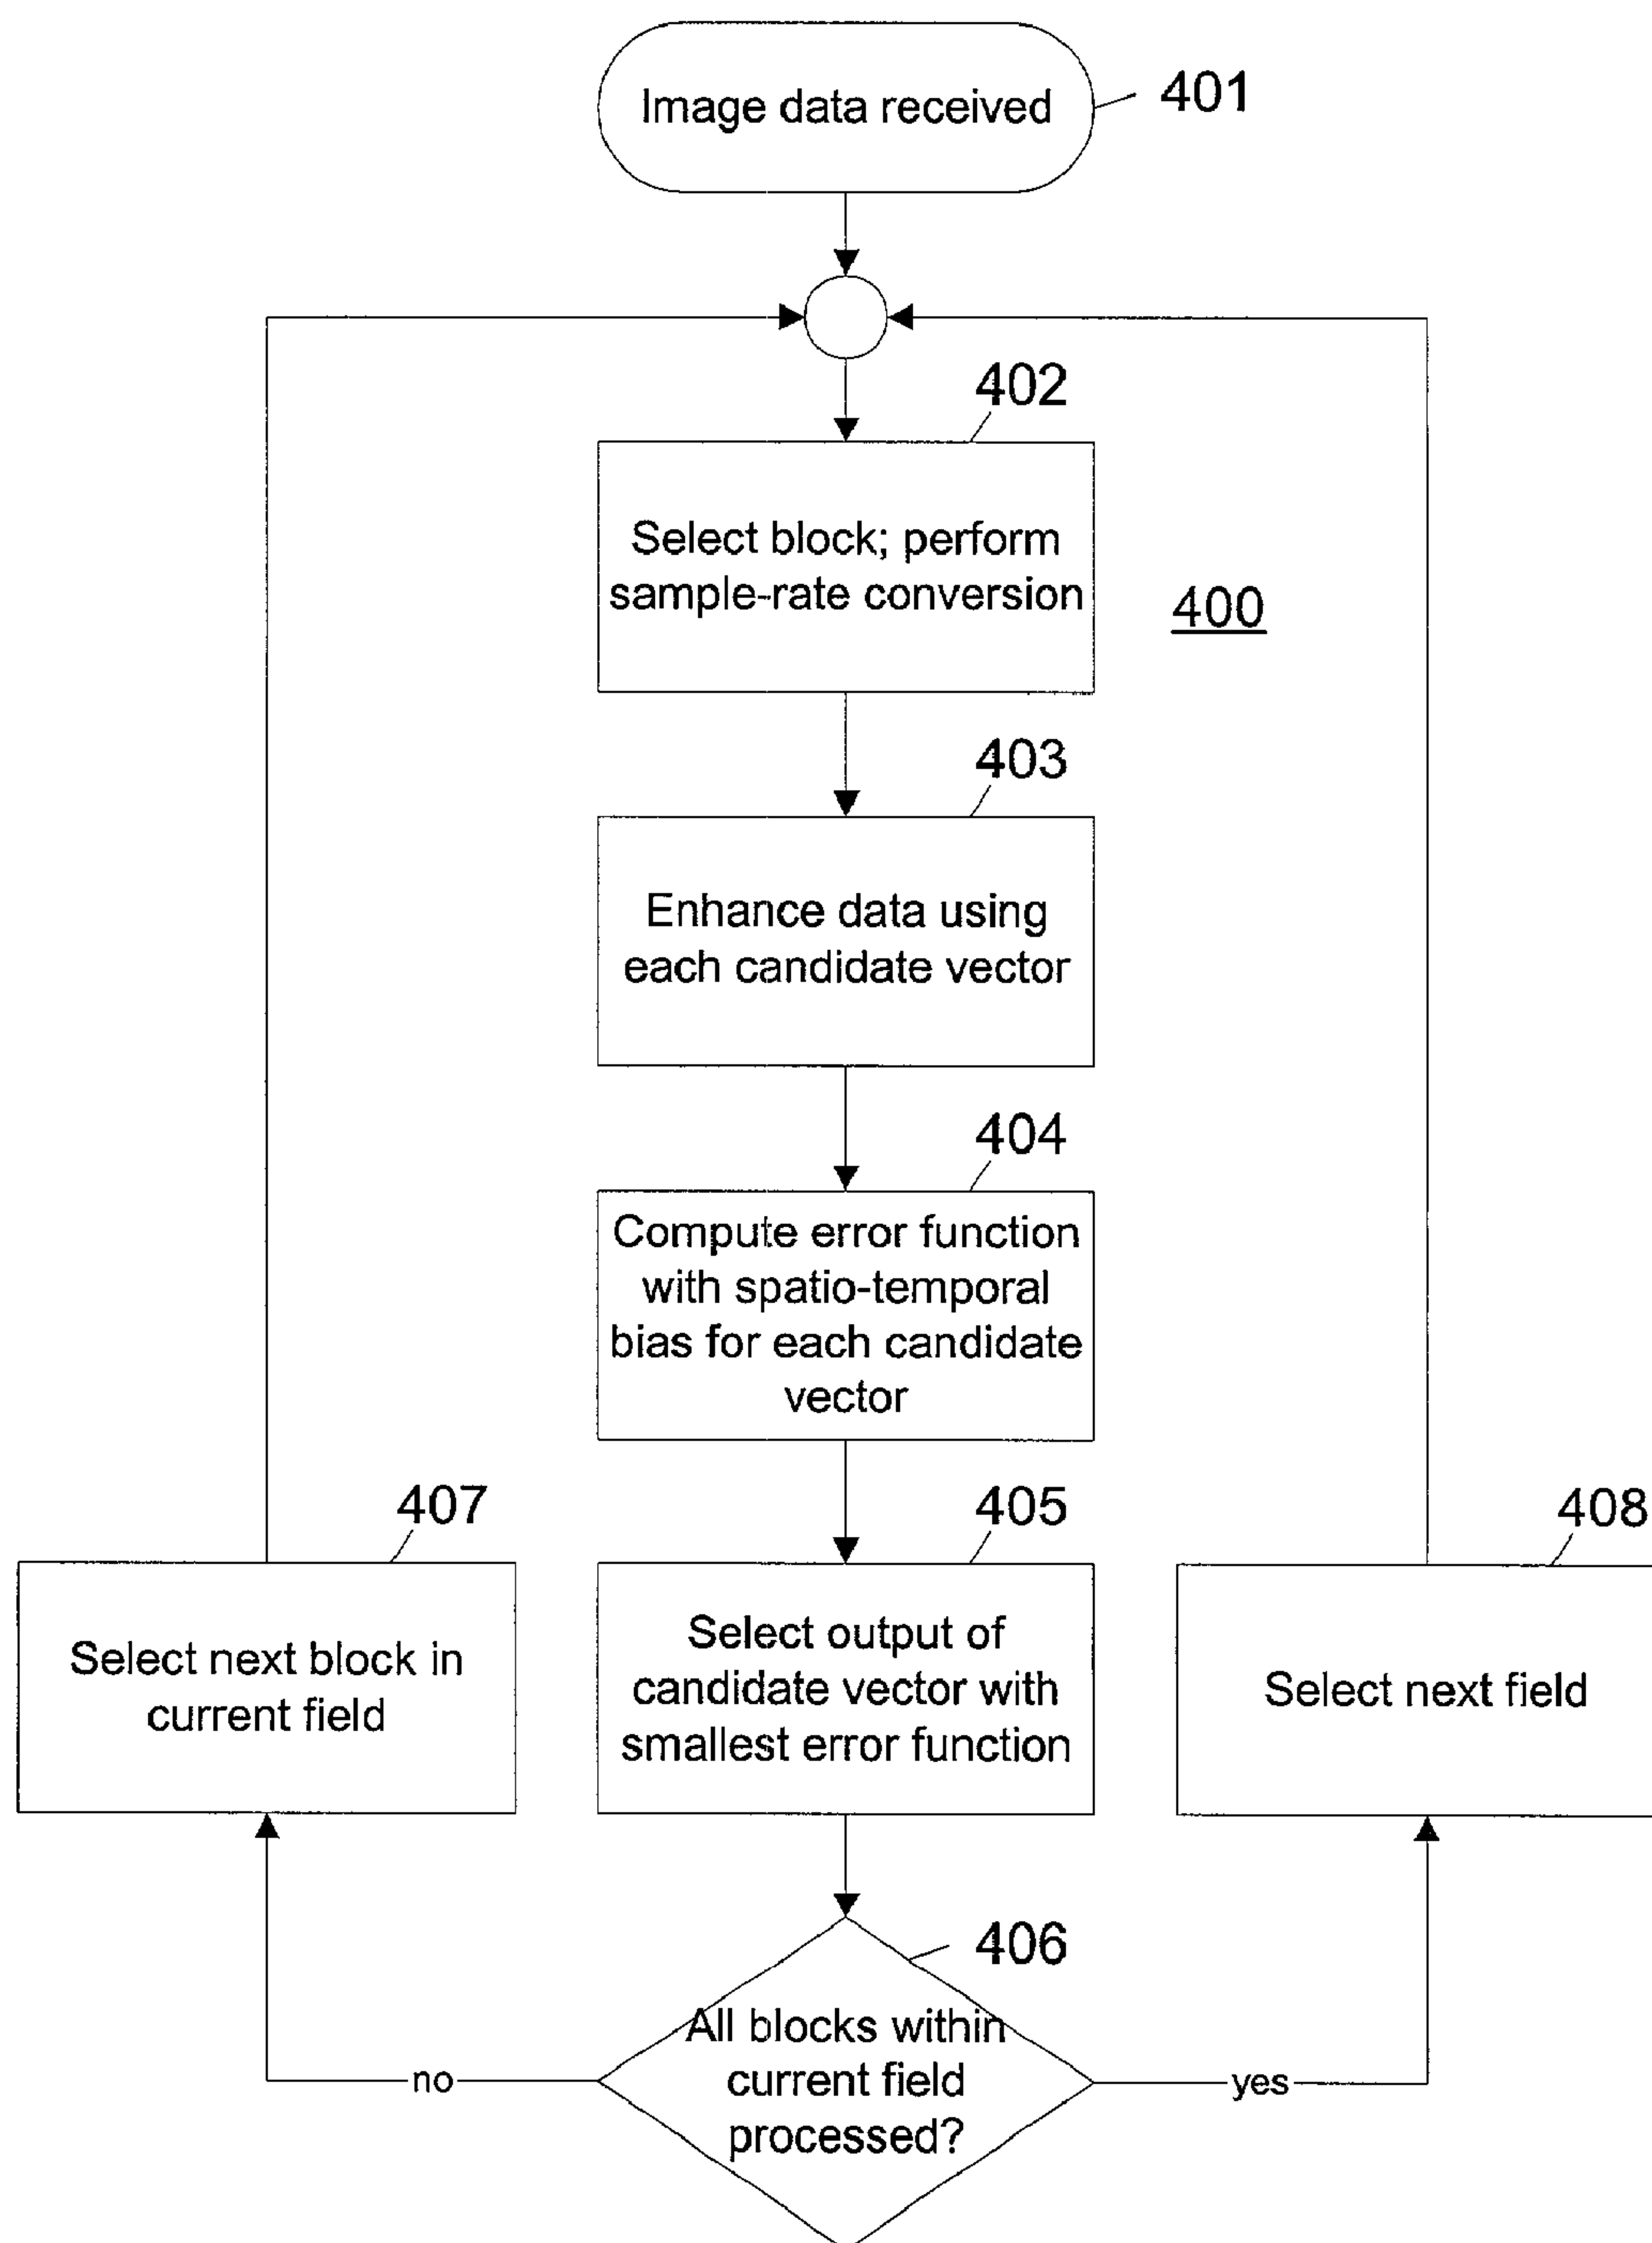 Image data received
401
402
Select block; perform
sample-rate conversion
400
403
Enhance data using
each candidate vector
404
Compute error function
with spatio-temporal
bias for each candidate
vector
407
405
408
Select next block in
current field
Select output of
candidate vector with
smallest error function
Select next field
406
All blocks within
current field
processed?
no
yes